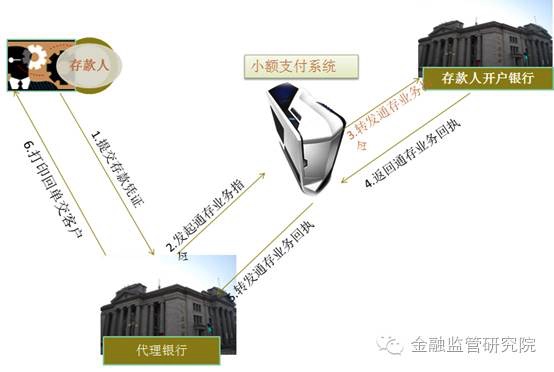 存款人
小额支付系统
存款人开户银行
1.提交存款凭证
2.发起通存业务指
令
3.转发通存业务
令
4.返回通存业务回执
5.转发通存业务回执
6.打印回单交客户
代理银行
金融监管研究院